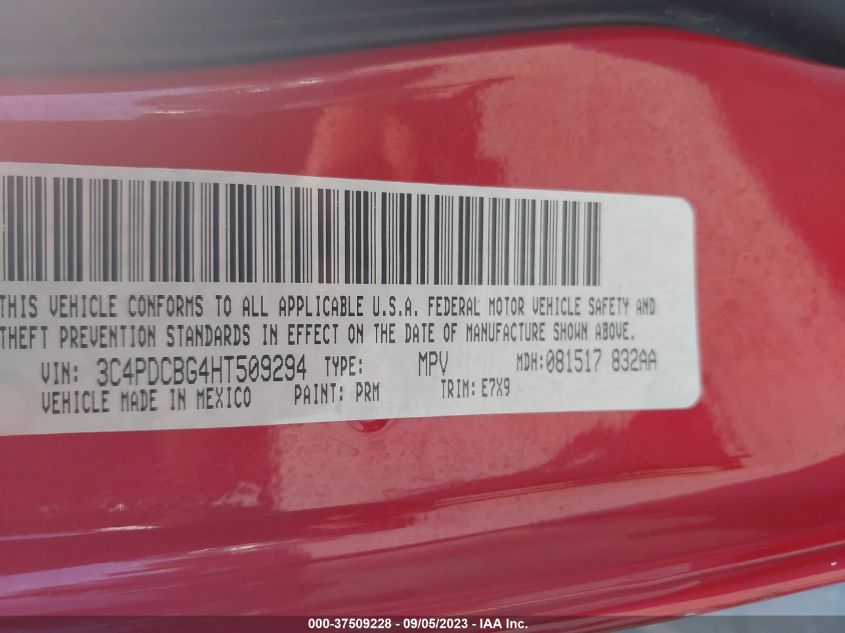 THIS VEHICLE CONFORMS TO ALL APPLICABLE U.S.A. FEDERAL MOTOR VEHICLE SAFETY AND
THEFT PREVENTION STANDARDS IN EFFECT ON THE DATE OF MANUFACTURE SHOWN ABOVE.
VIN: 3C4PDCBG4HT509294 TYPE: MPV MDH:081517 832AA
VEHICLE MADE IN MEXICO PAINT: PRM TRIM: E7X9
000-37509228 - 09/05/2023 - IAA Inc.